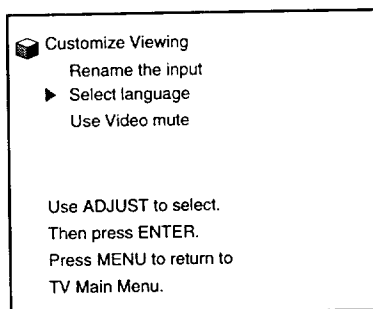 Customize Viewing
Rename the input
Select language
Use Video mute
Use ADJUST to select.
Then press ENTER.
Press MENU to return to
TV Main Menu.